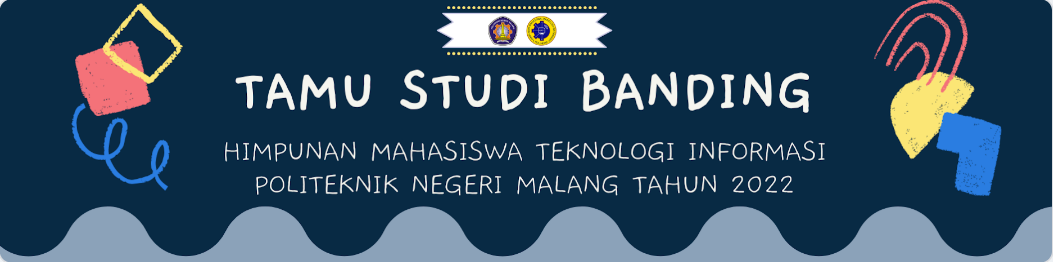 TAMU STUDI BANDING
HIMPUNAN MAHASISWA TEKNOLOGI INFORMASI
POLITEKNIK NEGERI MALANG TAHUN 2022